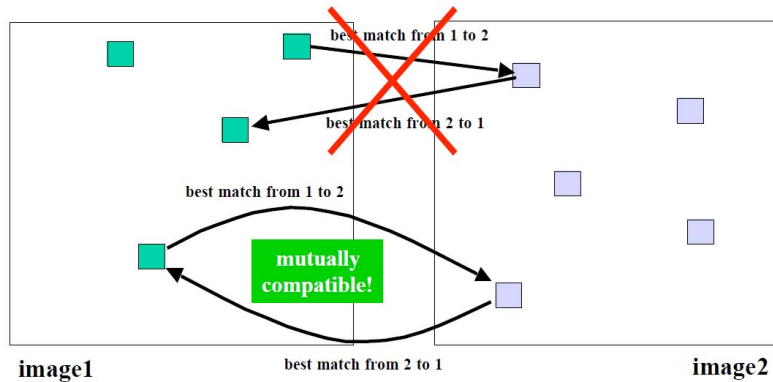 best match from 1 to 2
best match from 2 to 1
best match from 1 to 2
mutually
compatible!
best match from 2 to 1
image1
image2